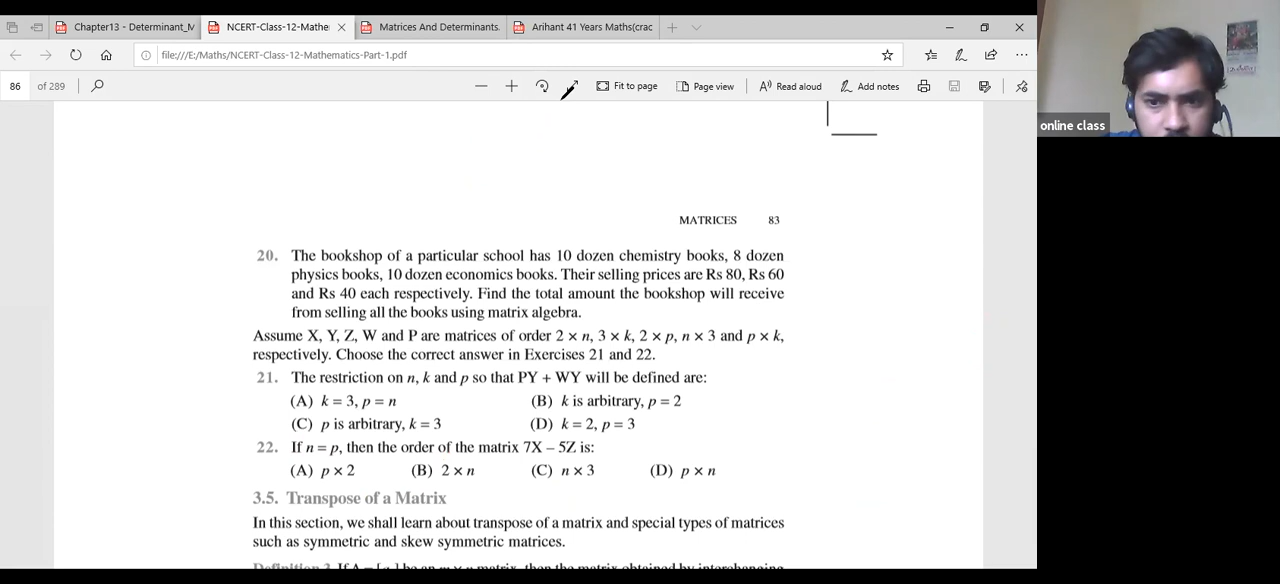 Chapter13 - Determinant_M
NCERT-Class-12-Mathe
Matrices And Determinants.
Arihant 41 Years Maths(crac
file:///E:/Maths/NCERT-Class-12-Mathematics-Part-1.pdf
86 of 289
Fit to page
Page view
Read aloud
Add notes
online class
MATRICES 83
20. The bookshop of a particular school has 10 dozen chemistry books, 8 dozen
physics books, 10 dozen economics books. Their selling prices are Rs 80, Rs 60
and Rs 40 each respectively. Find the total amount the bookshop will receive
from selling all the books using matrix algebra.
Assume X, Y, Z, W and P are matrices of order 2 × n, 3 × k, 2 × p, n × 3 and p × k,
respectively. Choose the correct answer in Exercises 21 and 22.
21. The restriction on n, k and p so that PY + WY will be defined are:
(A) k = 3, p = n (B) k is arbitrary, p = 2
(C) p is arbitrary, k = 3 (D) k = 2, p = 3
22. If n = p, then the order of the matrix 7X – 5Z is:
(A) p × 2 (B) 2 × n (C) n × 3 (D) p × n
3.5. Transpose of a Matrix
In this section, we shall learn about transpose of a matrix and special types of matrices
such as symmetric and skew symmetric matrices.